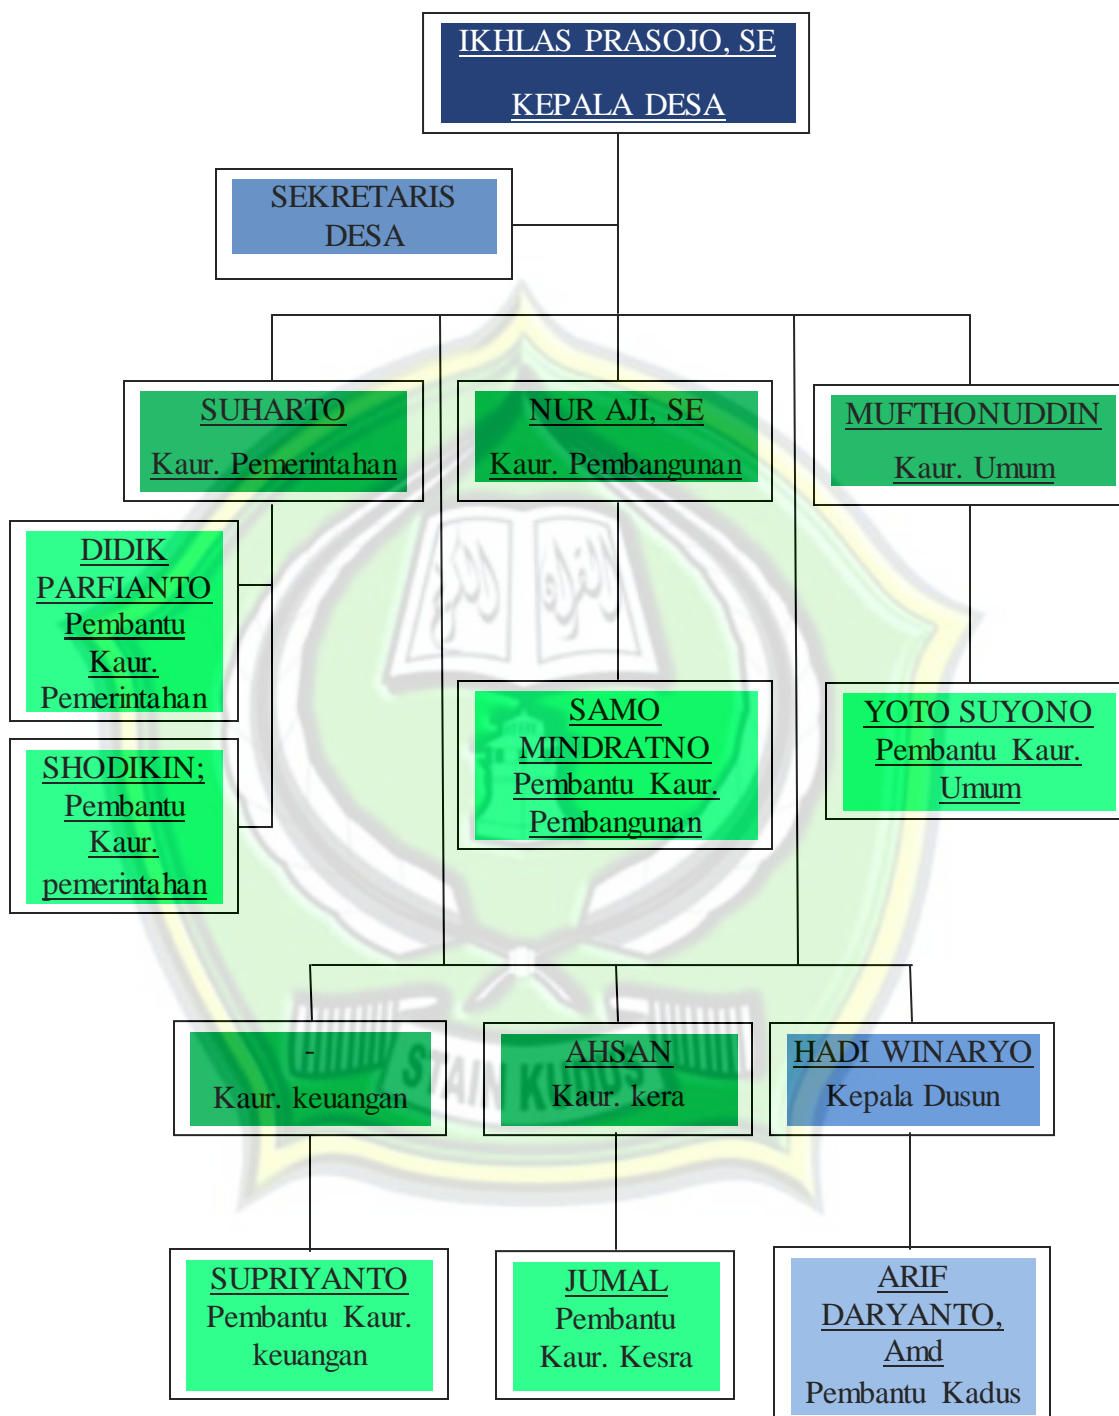 IKHLAS PRASOJO, SE
KEPALA DESA
SEKRETARIS
DESA
SUHARTO
Kaur. Pemerintahan
NUR AJI, SE
Kaur. Pembangunan
MUFTHONUDDIN
Kaur. Umum
DIDIK
PARFIANTO
Pembantu
Kaur.
Pemerintahan
SHODIKIN;
Pembantu
Kaur.
pemerintahan
SAMO
MINDRATNO
Pembantu Kaur.
Pembangunan
YOTO SUYONO
Pembantu Kaur.
Umum
-
Kaur. keuangan
AHSAN
Kaur. kera
HADI WINARYO
Kepala Dusun
STAIN KUDUS
SUPRIYANTO
Pembantu Kaur.
keuangan
JUMAL
Pembantu
Kaur. Kesra
ARIF
DARYANTO,
Amd
Pembantu Kadus